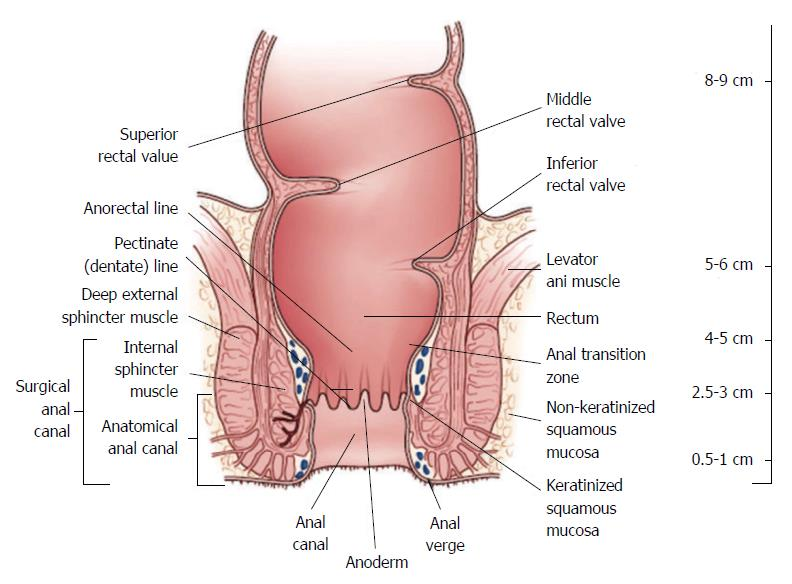 Superior
rectal value
Anorectal line
Pectinate
(dentate) line
Deep external
sphincter muscle
Internal
sphincter
muscle
Surgical
anal
canal
Anatomical
anal canal
Anal
canal
Anoderm
Anal
verge
Middle
rectal valve
Inferior
rectal valve
Levator
ani muscle
Rectum
Anal transition
zone
Non-keratinized
squamous
mucosa
Keratinized
squamous
mucosa
8-9 cm
5-6 cm
4-5 cm
2.5-3 cm
0.5-1 cm